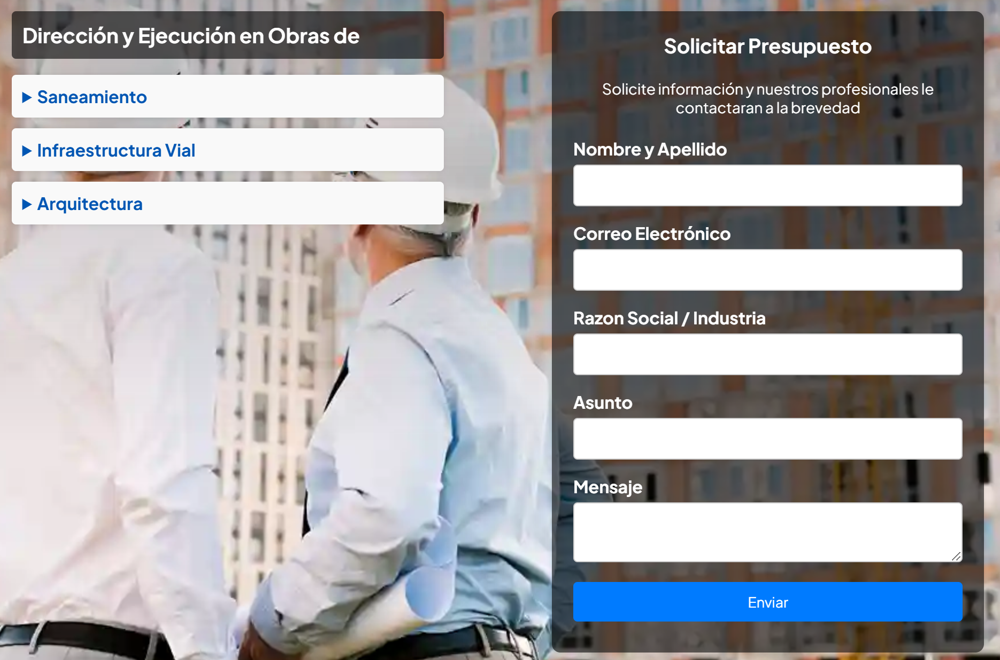 Dirección y Ejecución en Obras de
Saneamiento
Infraestructura Vial
Arquitectura
Solicitar Presupuesto
Solicite información y nuestros profesionales le
contactaran a la brevedad
Nombre y Apellido
Correo Electrónico
Razon Social / Industria
Asunto
Mensaje
Enviar